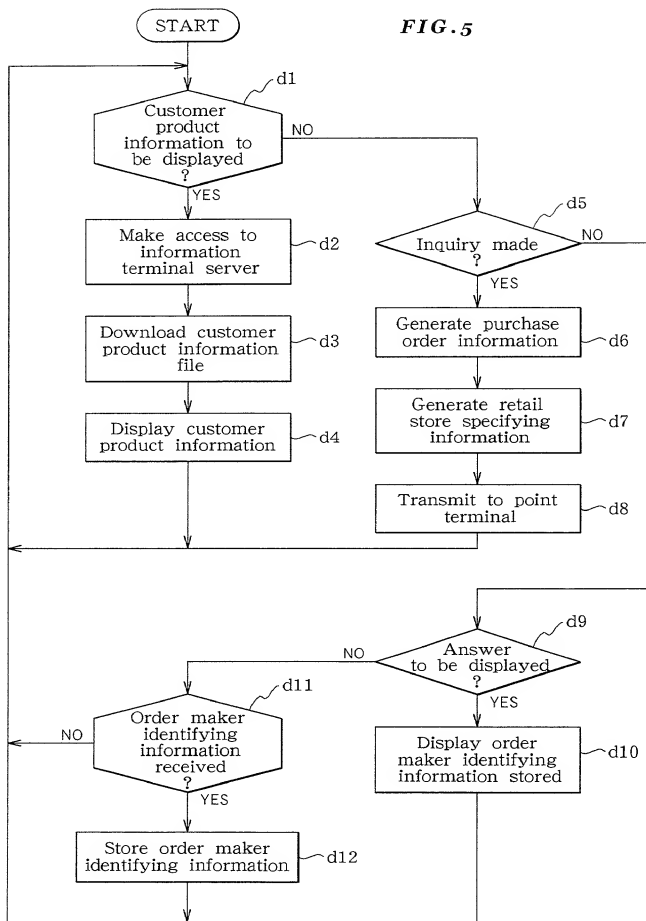 START
FIG.5
d1
Customer
product
information to
be displayed
?
NO
YES
Make access to
information
terminal server
d2
Download customer
product information
file
d3
Display customer
product information
d4
d5
Inquiry made
?
NO
YES
Generate purchase
order information
d6
Generate retail
store specifying
information
d7
Transmit to point
terminal
d8
d9
Answer
to be displayed
?
NO
YES
Display order
maker identifying
information stored
d10
d11
Order maker
identifying
information
received
?
NO
YES
Store order maker
identifying information
d12